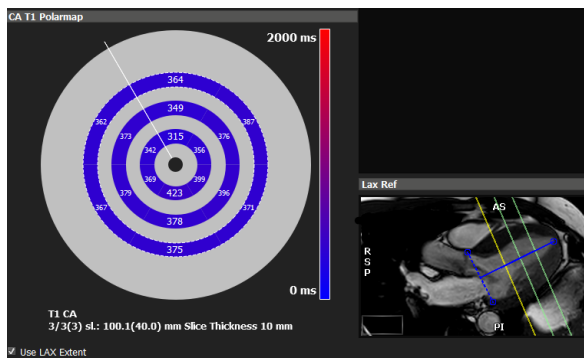 CA T1 Polarmap
2000 ms
364
362
387
349
373
376
315
342
356
369
399
423
379
396
378
367
371
375
0 ms
T1 CA
3/3(3) sl.: 100.1(40.0) mm Slice Thickness 10 mm
Use LAX Extent
Lax Ref
AS
R
S
P
PI